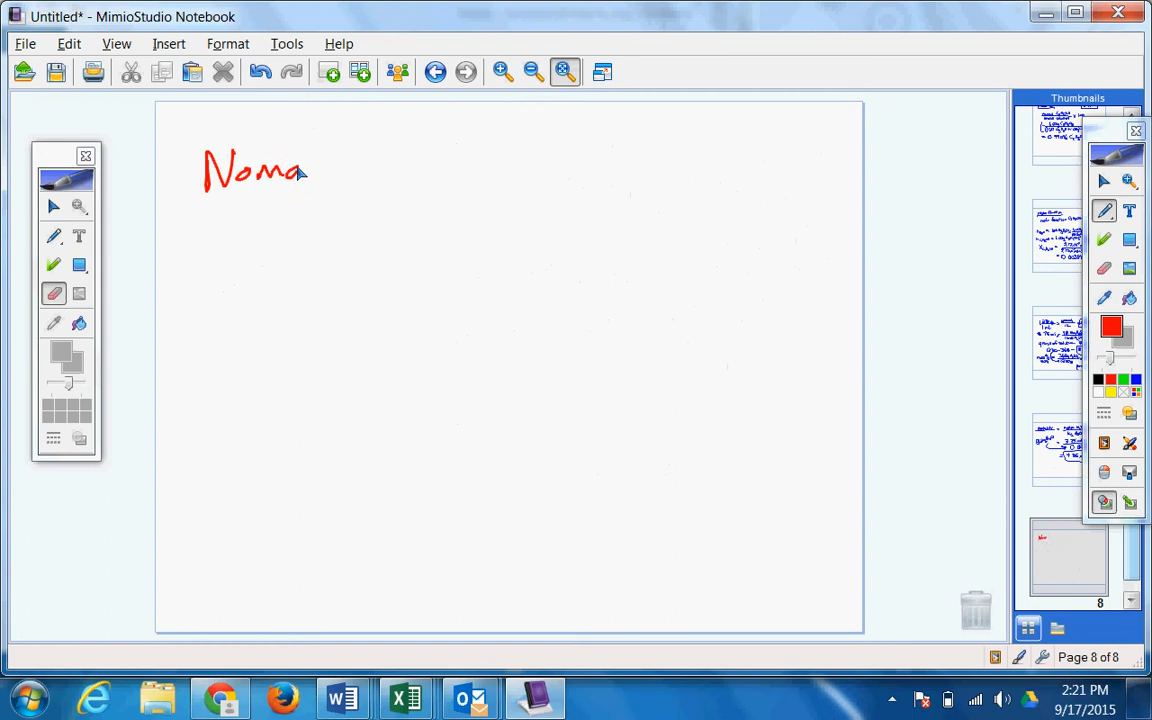 Untitled* - MimioStudio Notebook
File Edit View Insert Format Tools Help
Thumbnails
Noma
8
Page 8 of 8
2:21 PM
9/17/2015